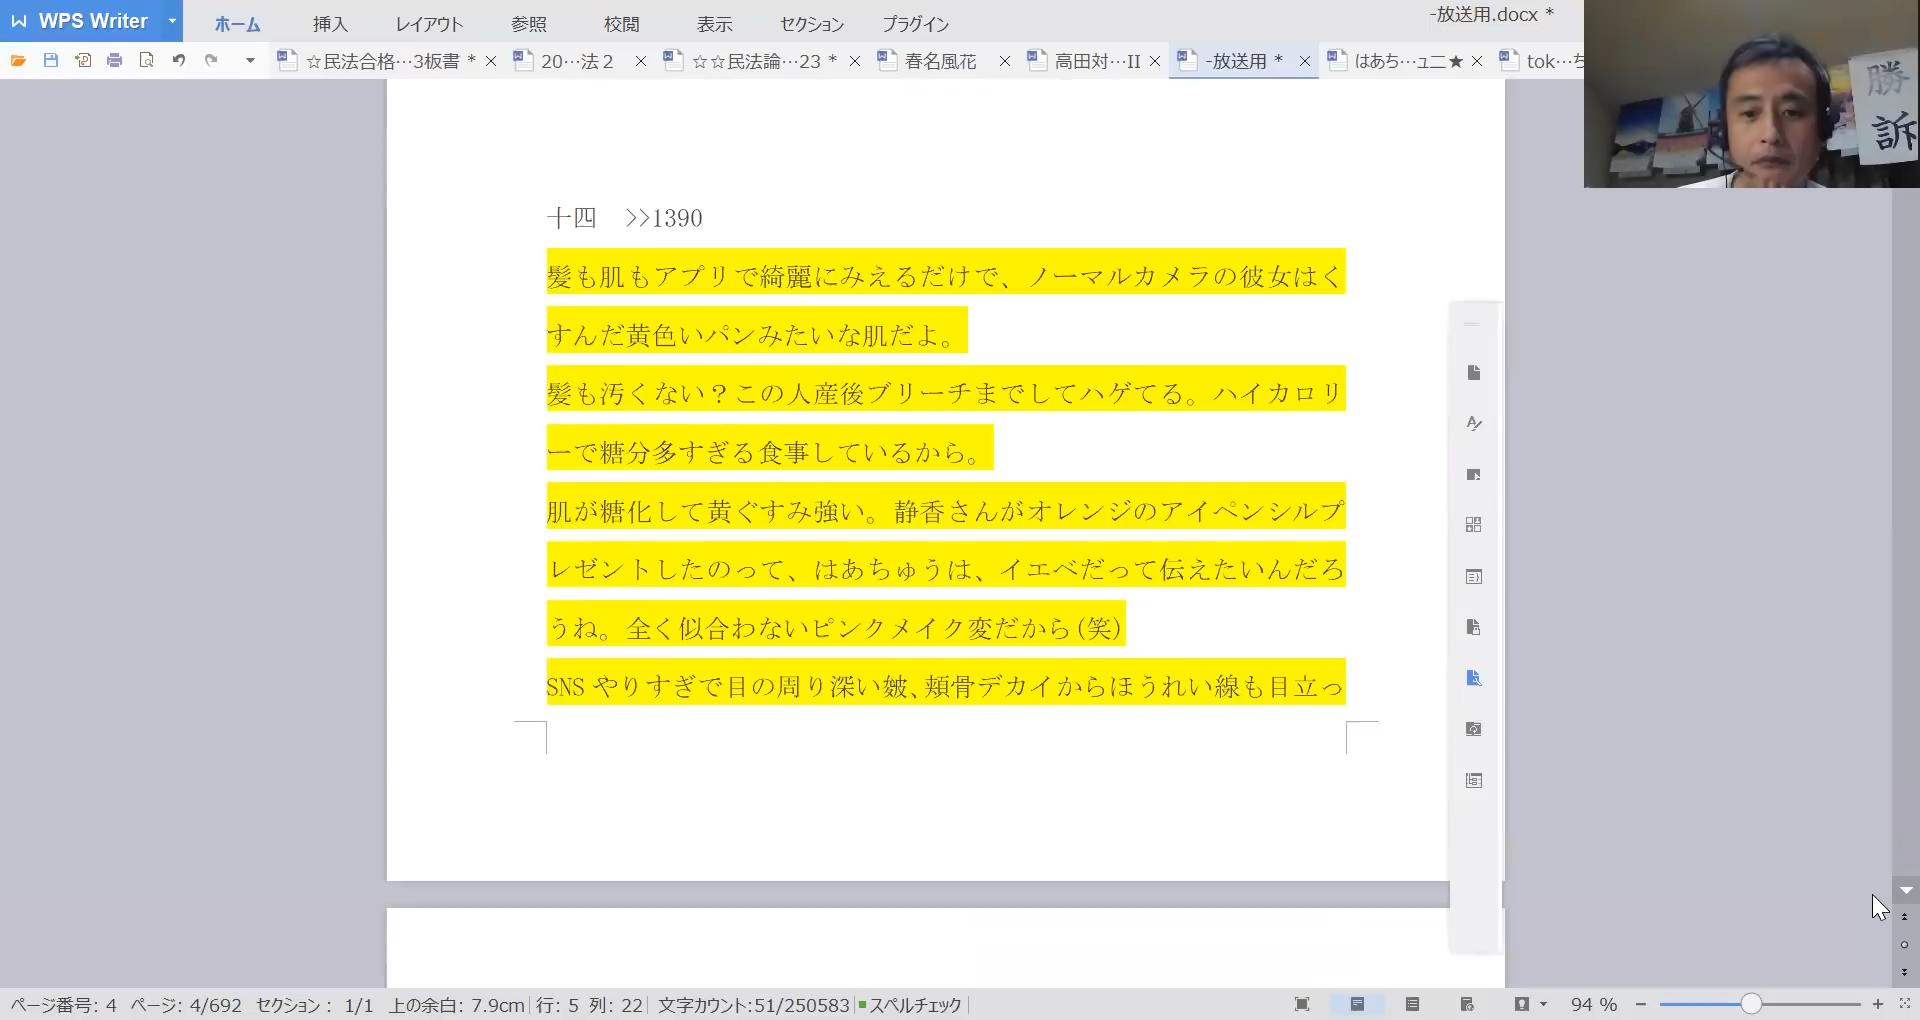 WPS Writer
ホーム 挿入 レイアウト 参照 校閲 表示 セクション プラグイン
-放送用.docx *
☆民法合格…3板書 *
20…法２
☆☆民法論…23 *
春名風花
高田対…II
-放送用 *
はあち…ュ二★
tok…ち
勝
訴
十四　>>1390
髪も肌もアプリで綺麗にみえるだけで、ノーマルカメラの彼女はく
すんだ黄色いパンみたいな肌だよ。
髪も汚くない？この人産後ブリーチまでしてハゲてる。ハイカロリ
ーで糖分多すぎる食事しているから。
肌が糖化して黄ぐすみ強い。静香さんがオレンジのアイペンシルプ
レゼントしたのって、はあちゅうは、イエベだって伝えたいんだろ
うね。全く似合わないピンクメイク変だから(笑)
SNSやりすぎで目の周り深い皺、頬骨デカイからほうれい線も目立っ
ページ番号: 4 ページ: 4/692 セクション： 1/1 上の余白: 7.9cm 行: 5 列: 22 文字カウント:51/250583 スペルチェック
94 %